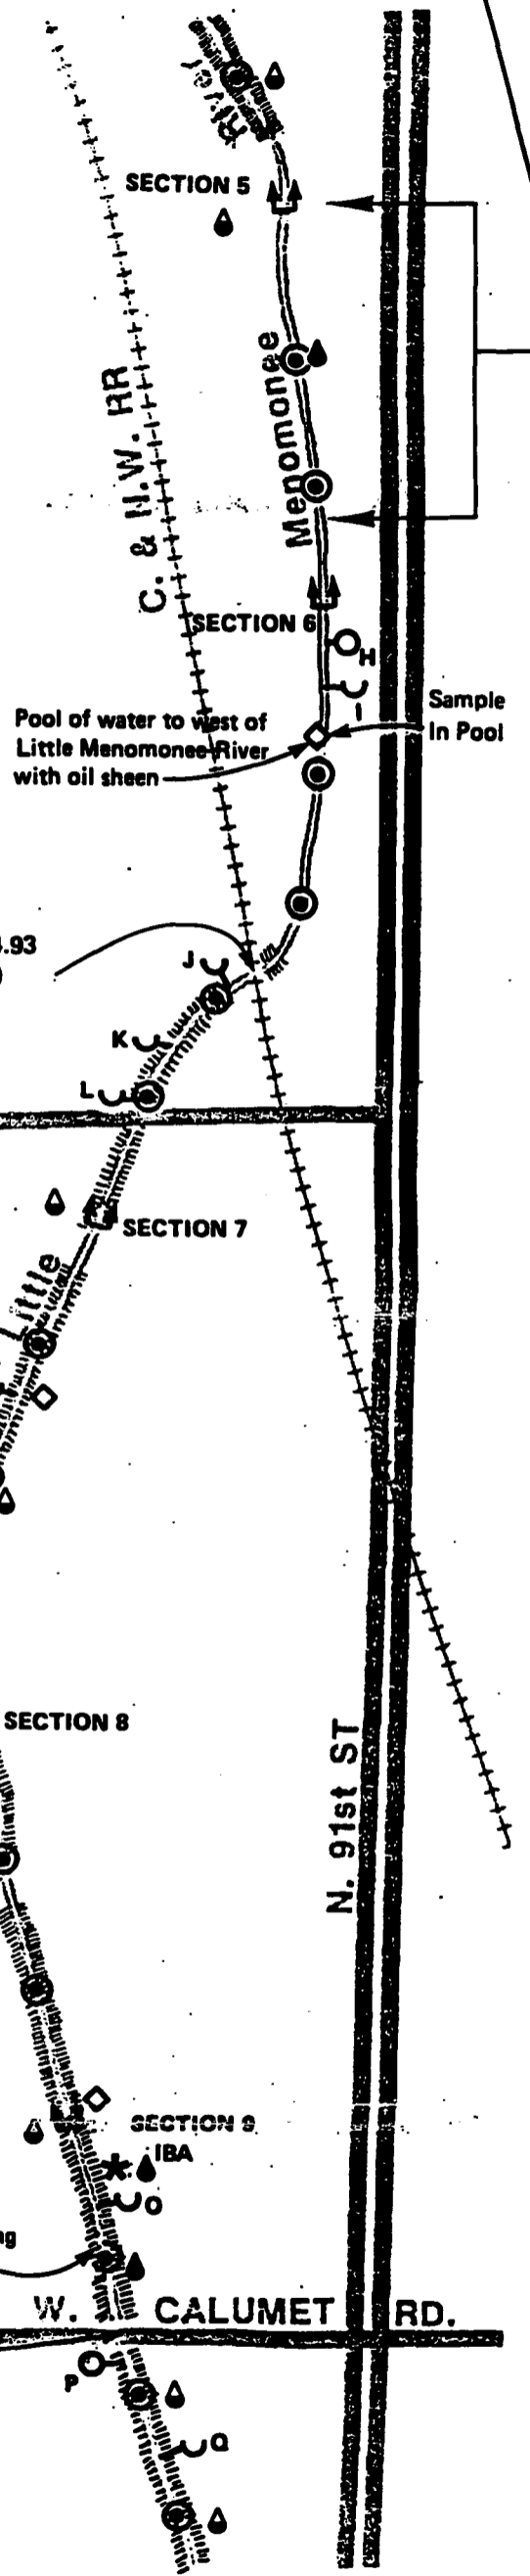 River
SECTION 5
Menomonee
C. & N.W. RR
SECTION 6
H
I
Sample
In Pool
Pool of water to west of
Little Menomonee River
with oil sheen
.93
)
J
K
L
SECTION 7
Little
SECTION 8
N. 91st ST
SECTION 9
IBA
O
W. CALUMET RD.
P
Q